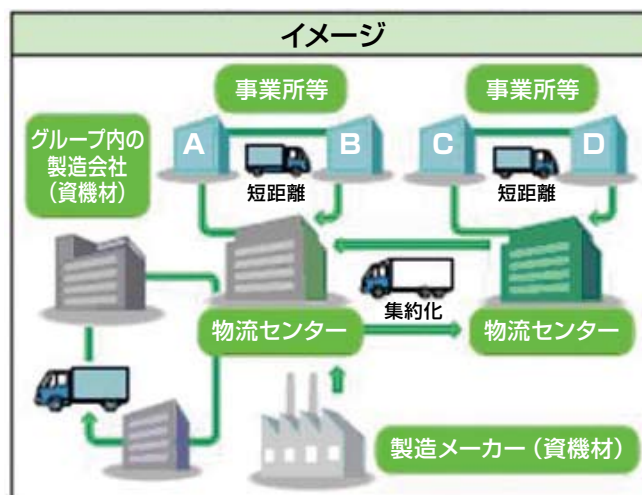 イメージ
事業所等
事業所等
グループ内の
製造会社
（資機材）
A
B
C
D
短距離
短距離
集約化
物流センター
物流センター
製造メーカー（資機材）